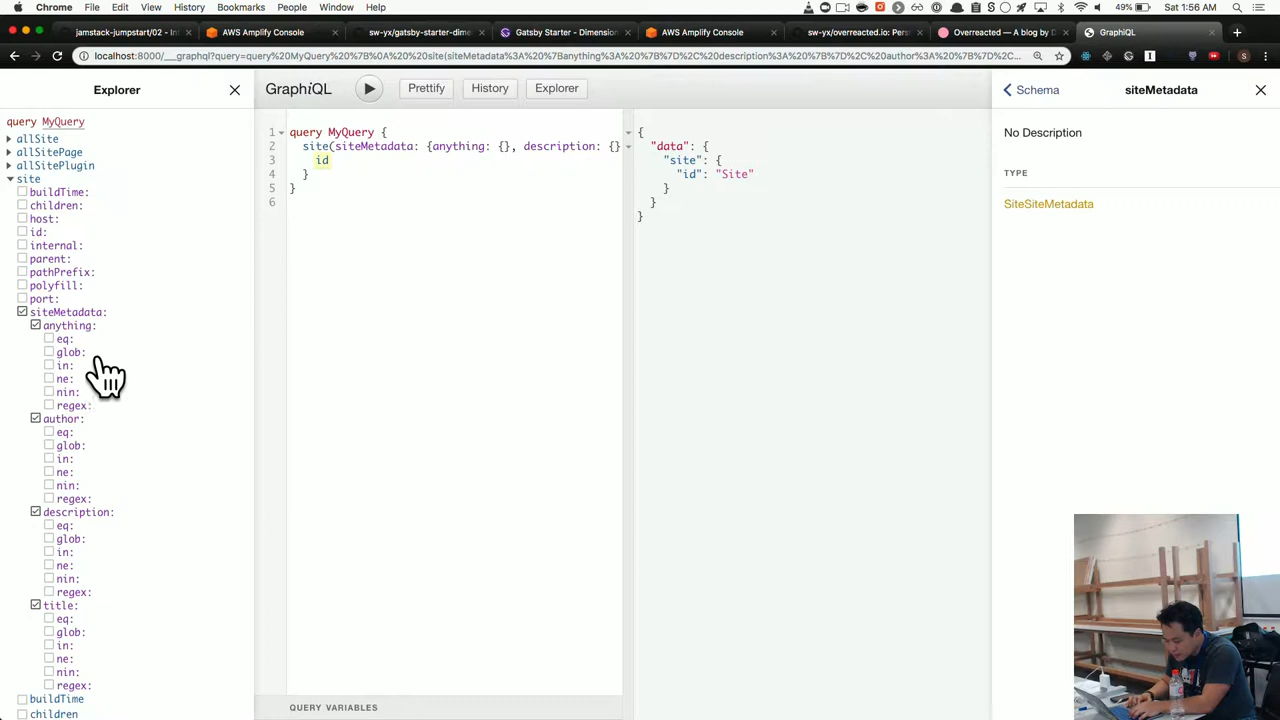 Chrome File Edit View History Bookmarks People Window Help 49% Sat 1:56 AM
jamstack-jumpstart/02 - Int AWS Amplify Console sw-yx/gatsby-starter-dime Gatsby Starter - Dimension AWS Amplify Console sw-yx/overreacted.io: Pers Overreacted — A blog by D GraphiQL
localhost:8000/___graphql?query=query%20MyQuery%20%7B%0A%20%20site(siteMetadata%3A%20%7Banything%3A%20%7B%7D%2C%20description%3A%20%7B%7D%2C%20author%3A%20%7B%7D%2C...
Explorer
query MyQuery
allSite
allSitePage
allSitePlugin
site
buildTime:
children:
host:
id:
internal:
parent:
pathPrefix:
polyfill:
port:
siteMetadata:
anything:
eq:
glob:
in:
ne:
nin:
regex:
author:
eq:
glob:
in:
ne:
nin:
regex:
description:
eq:
glob:
in:
ne:
nin:
regex:
title:
eq:
glob:
in:
ne:
nin:
regex:
buildTime
children
GraphiQL Prettify History Explorer
1 query MyQuery {
2 site(siteMetadata: {anything: {}, description: {}
3 id
4 }
5 }
6
QUERY VARIABLES
{
"data": {
"site": {
"id": "Site"
}
}
}
Schema siteMetadata
No Description
TYPE
SiteSiteMetadata